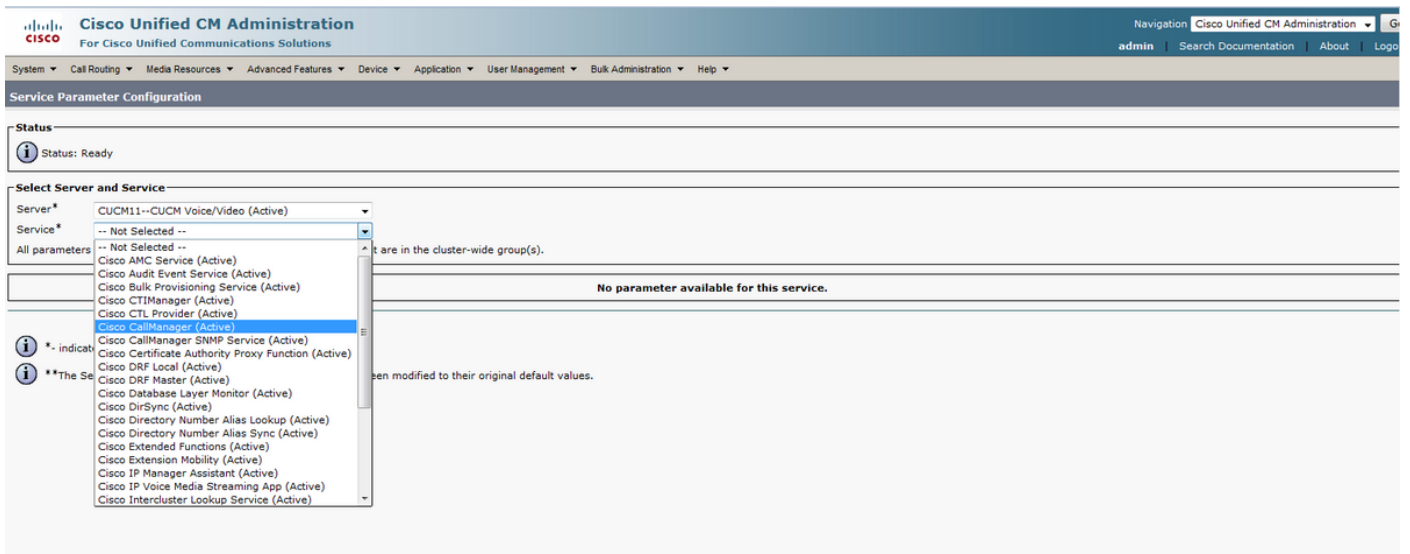 Cisco Unified CM Administration
CISCO
For Cisco Unified Communications Solutions
Navigation Cisco Unified CM Administration
admin | Search Documentation | About | Logo
System Call Routing Media Resources Advanced Features Device Application User Management Bulk Administration Help
Service Parameter Configuration
Status
Status: Ready
Select Server and Service
Server* CUCM11--CUCM Voice/Video (Active)
Service* -- Not Selected --
All parameters
t are in the cluster-wide group(s).
-- Not Selected --
Cisco AMC Service (Active)
Cisco Audit Event Service (Active)
Cisco Bulk Provisioning Service (Active)
Cisco CTIManager (Active)
Cisco CTL Provider (Active)
Cisco CallManager (Active)
Cisco CallManager SNMP Service (Active)
Cisco Certificate Authority Proxy Function (Active)
Cisco DRF Local (Active)
Cisco DRF Master (Active)
Cisco Database Layer Monitor (Active)
Cisco DirSync (Active)
Cisco Directory Number Alias Lookup (Active)
Cisco Directory Number Alias Sync (Active)
Cisco Extended Functions (Active)
Cisco Extension Mobility (Active)
Cisco IP Manager Assistant (Active)
Cisco IP Voice Media Streaming App (Active)
Cisco Intercluster Lookup Service (Active)
No parameter available for this service.
*- indicat
**The Se
en modified to their original default values.